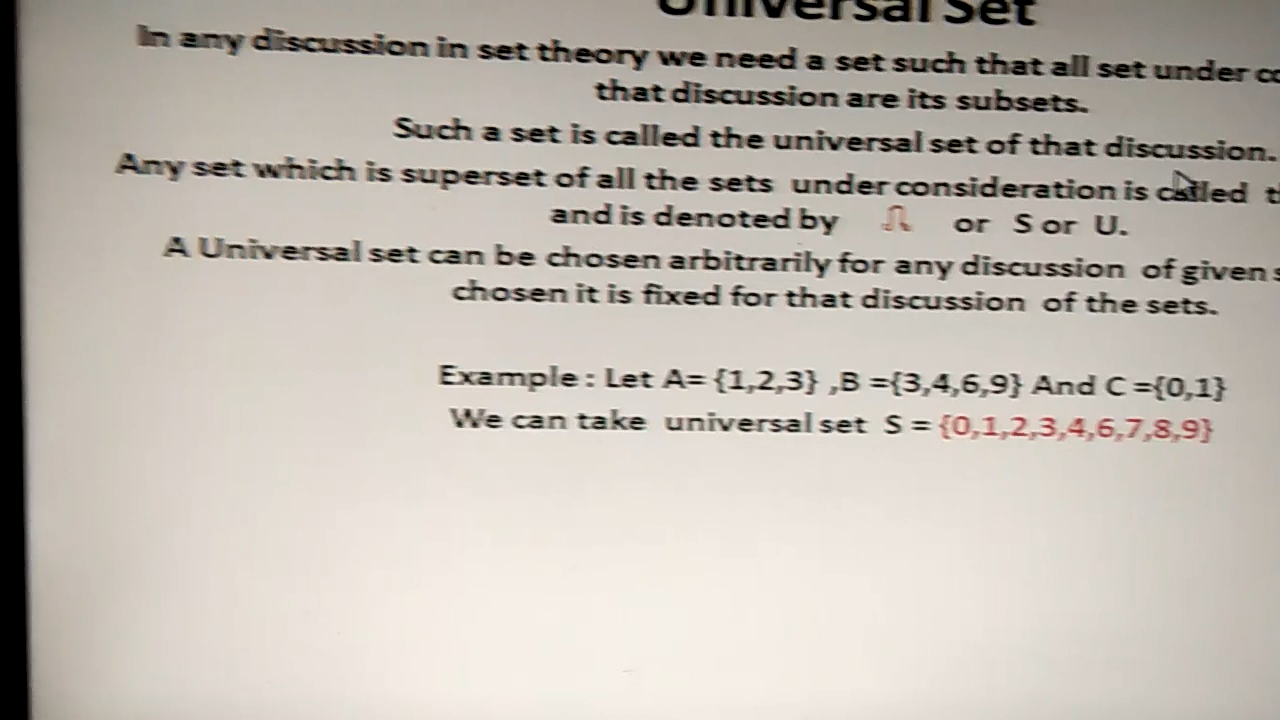 Universal Set
In any discussion in set theory we need a set such that all set under
that discussion are its subsets.
Such a set is called the universal set of that discussion.
Any set which is superset of all the sets under consideration is called
and is denoted by or S or U.
A Universal set can be chosen arbitrarily for any discussion of given
chosen it is fixed for that discussion of the sets.
Example : Let A= {1,2,3} ,B ={3,4,6,9} And C ={0,1}
We can take universal set S = {0,1,2,3,4,6,7,8,9}